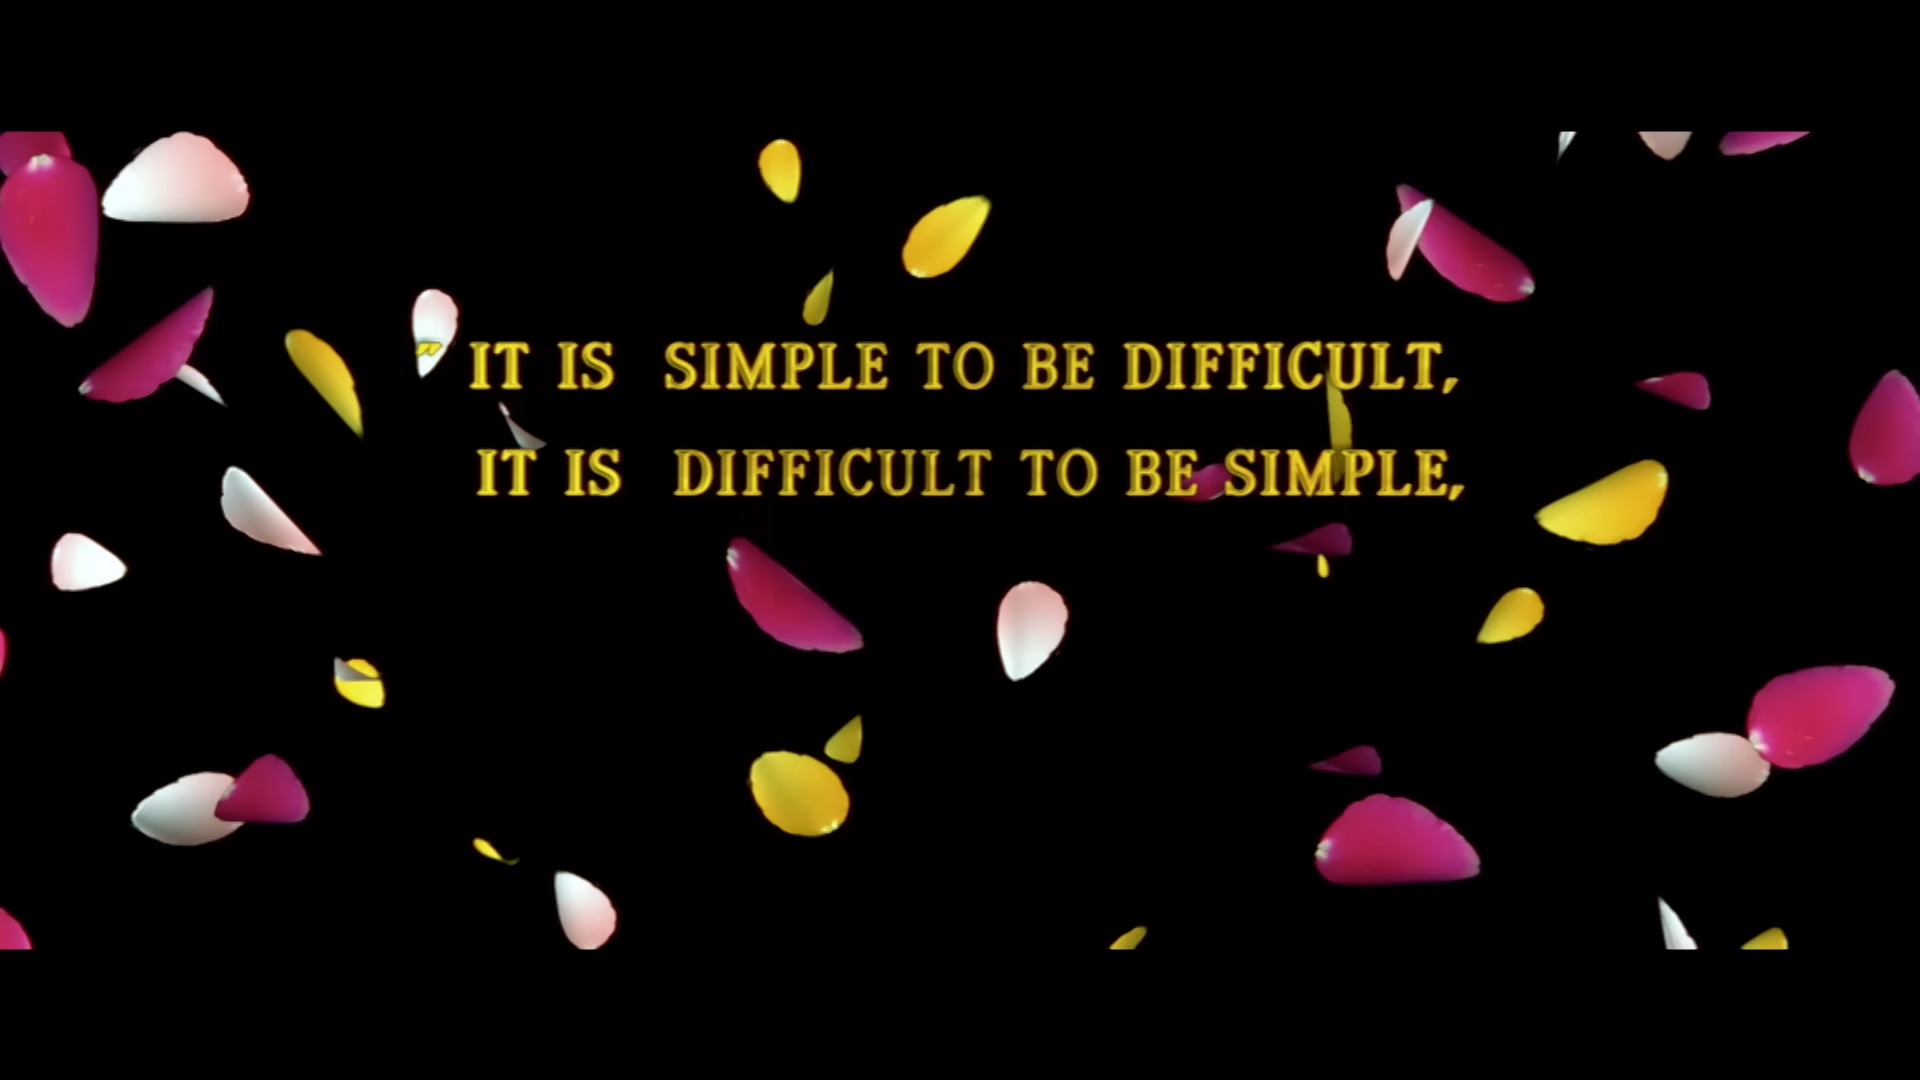 " IT IS SIMPLE TO BE DIFFICULT,
IT IS DIFFICULT TO BE SIMPLE,